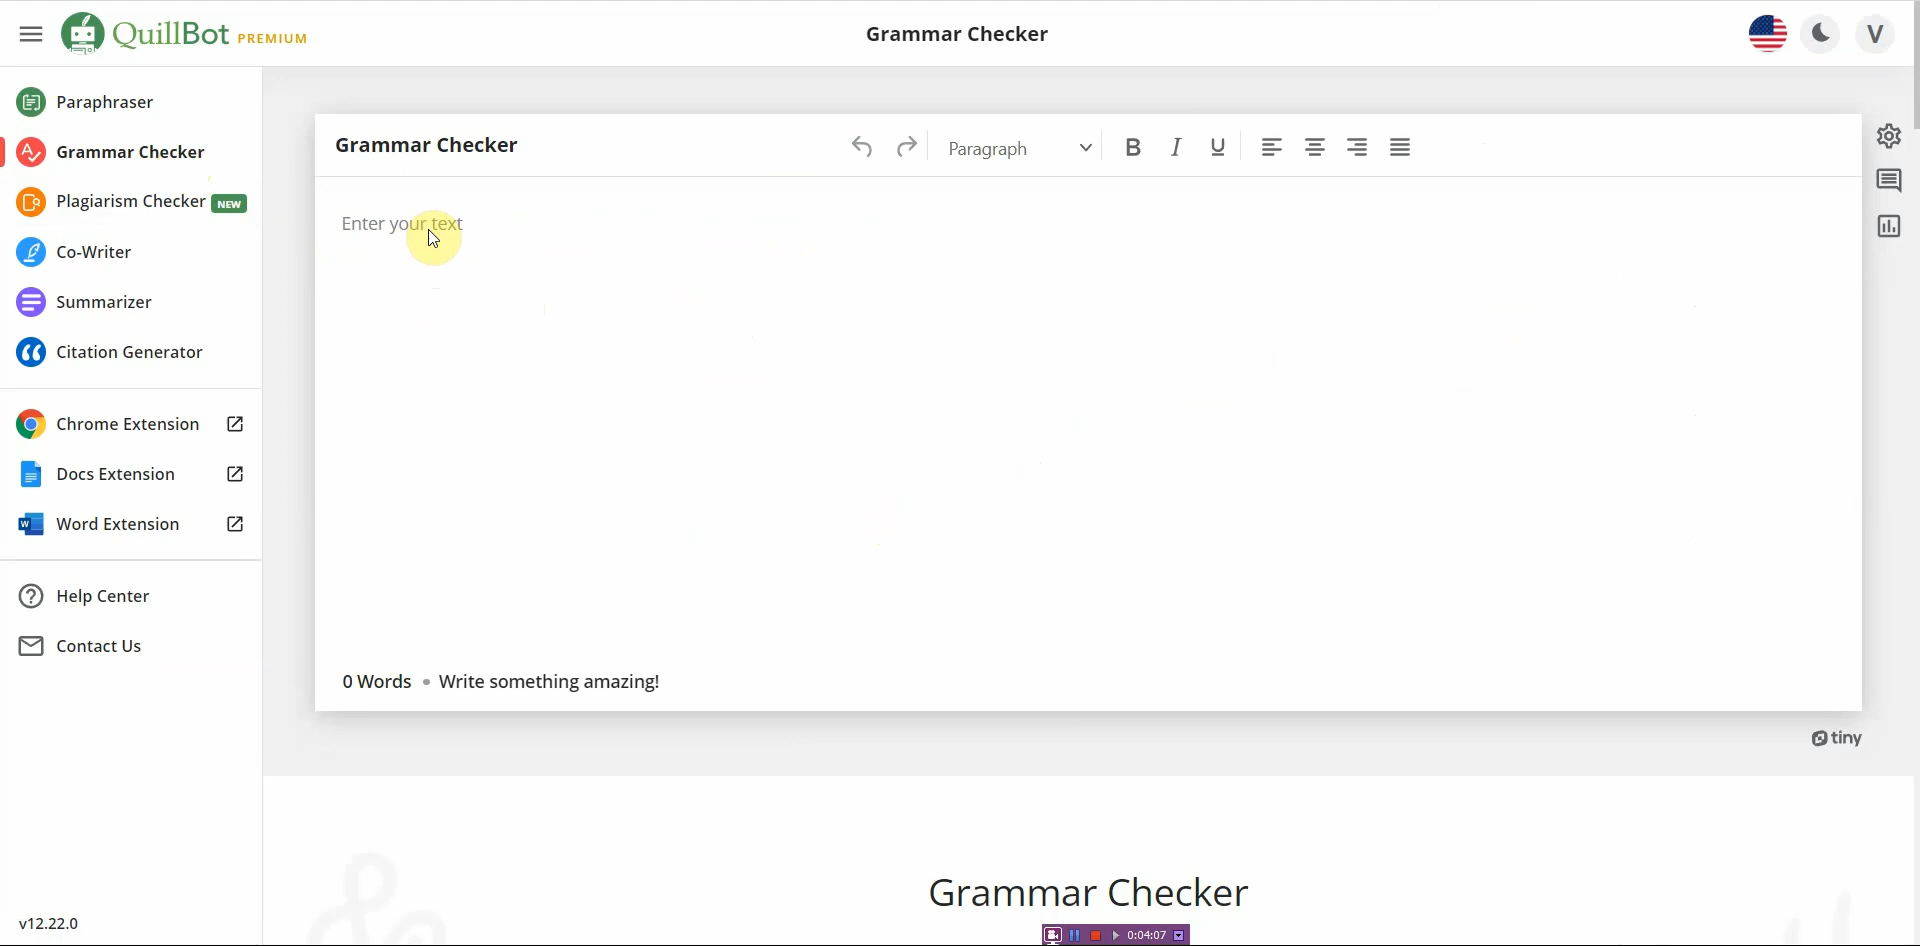 QuillBot PREMIUM
Grammar Checker
V
Paraphraser
Grammar Checker
Plagiarism Checker NEW
Co-Writer
Summarizer
Citation Generator
Chrome Extension
Docs Extension
W Word Extension
Help Center
Contact Us
v12.22.0
Grammar Checker
Paragraph B I U
Enter your text
0 Words • Write something amazing!
tiny
Grammar Checker
0:04:07